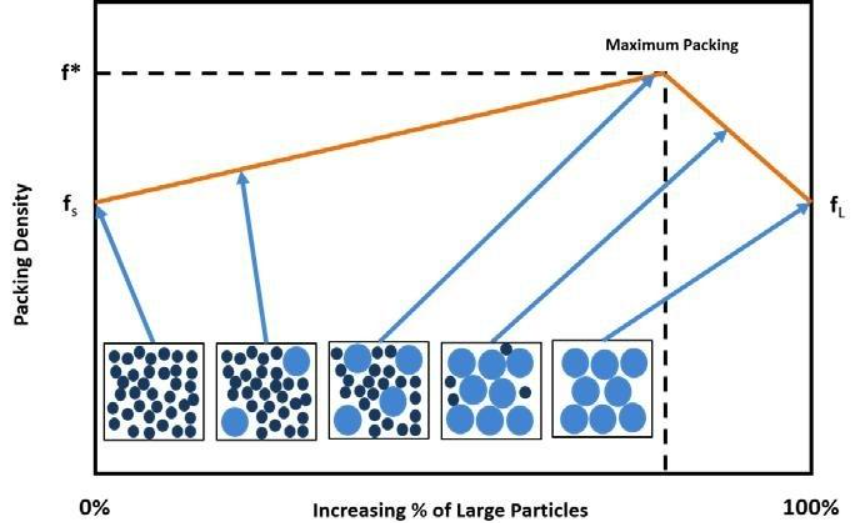 Maximum Packing
f*
fs
fL
Packing Density
0%
Increasing % of Large Particles
100%